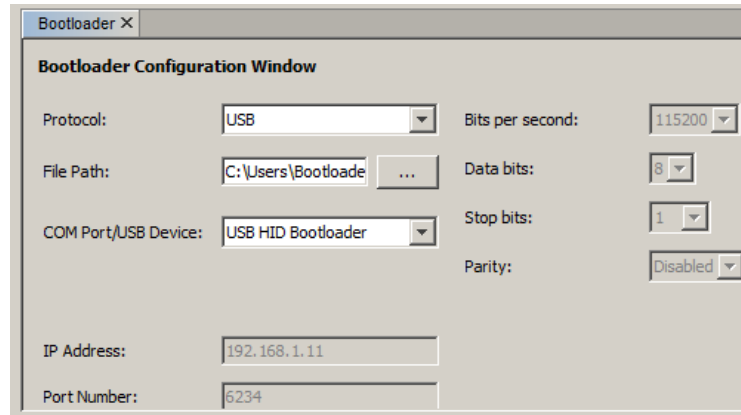 Bootloader X
Bootloader Configuration Window
Protocol: USB Bits per second: 115200
File Path: C:\Users\Bootloade ... Data bits: 8
COM Port/USB Device: USB HID Bootloader Stop bits: 1
Parity: Disabled
IP Address: 192.168.1.11
Port Number: 6234